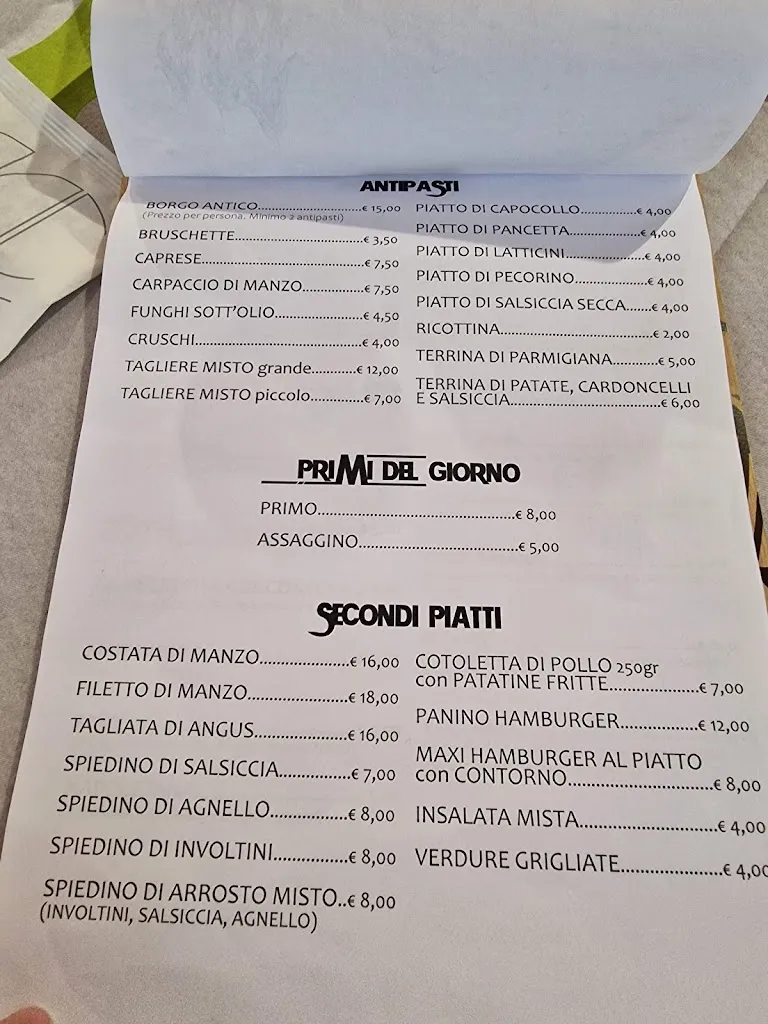 ANTIPASTI
BORGO ANTICO..........€ 15,00
(Prezzo per persona. Minimo 2 antipasti)
BRUSCHETTE..........€ 3,50
CAPRESE..........€ 7,50
CARPACCIO DI MANZO..........€ 7,50
FUNGHI SOTT'OLIO..........€ 4,50
CRUSCHI..........€ 4,00
TAGLIERE MISTO grande..........€ 12,00
TAGLIERE MISTO piccolo..........€ 7,00
PIATTO DI CAPOCOLLO..........€ 4,00
PIATTO DI PANCETTA..........€ 4,00
PIATTO DI LATTICINI..........€ 4,00
PIATTO DI PECORINO..........€ 4,00
PIATTO DI SALSICCIA SECCA.......€ 4,00
RICOTTINA..........€ 2,00
TERRINA DI PARMIGIANA..........€ 5,00
TERRINA DI PATATE, CARDONCELLI
E SALSICCIA..........€ 6,00
PRIMI DEL GIORNO
PRIMO..........€ 8,00
ASSAGGINO..........€ 5,00
SECONDI PIATTI
COSTATA DI MANZO..........€ 16,00
FILETTO DI MANZO..........€ 18,00
TAGLIATA DI ANGUS..........€ 16,00
SPIEDINO DI SALSICCIA..........€ 7,00
SPIEDINO DI AGNELLO..........€ 8,00
SPIEDINO DI INVOLTINI..........€ 8,00
SPIEDINO DI ARROSTO MISTO..€ 8,00
(INVOLTINI, SALSICCIA, AGNELLO)
COTOLETTA DI POLLO 250gr
con PATATINE FRITTE..........€ 7,00
PANINO HAMBURGER..........€ 12,00
MAXI HAMBURGER AL PIATTO
con CONTORNO..........€ 8,00
INSALATA MISTA..........€ 4,00
VERDURE GRIGLIATE..........€ 4,00